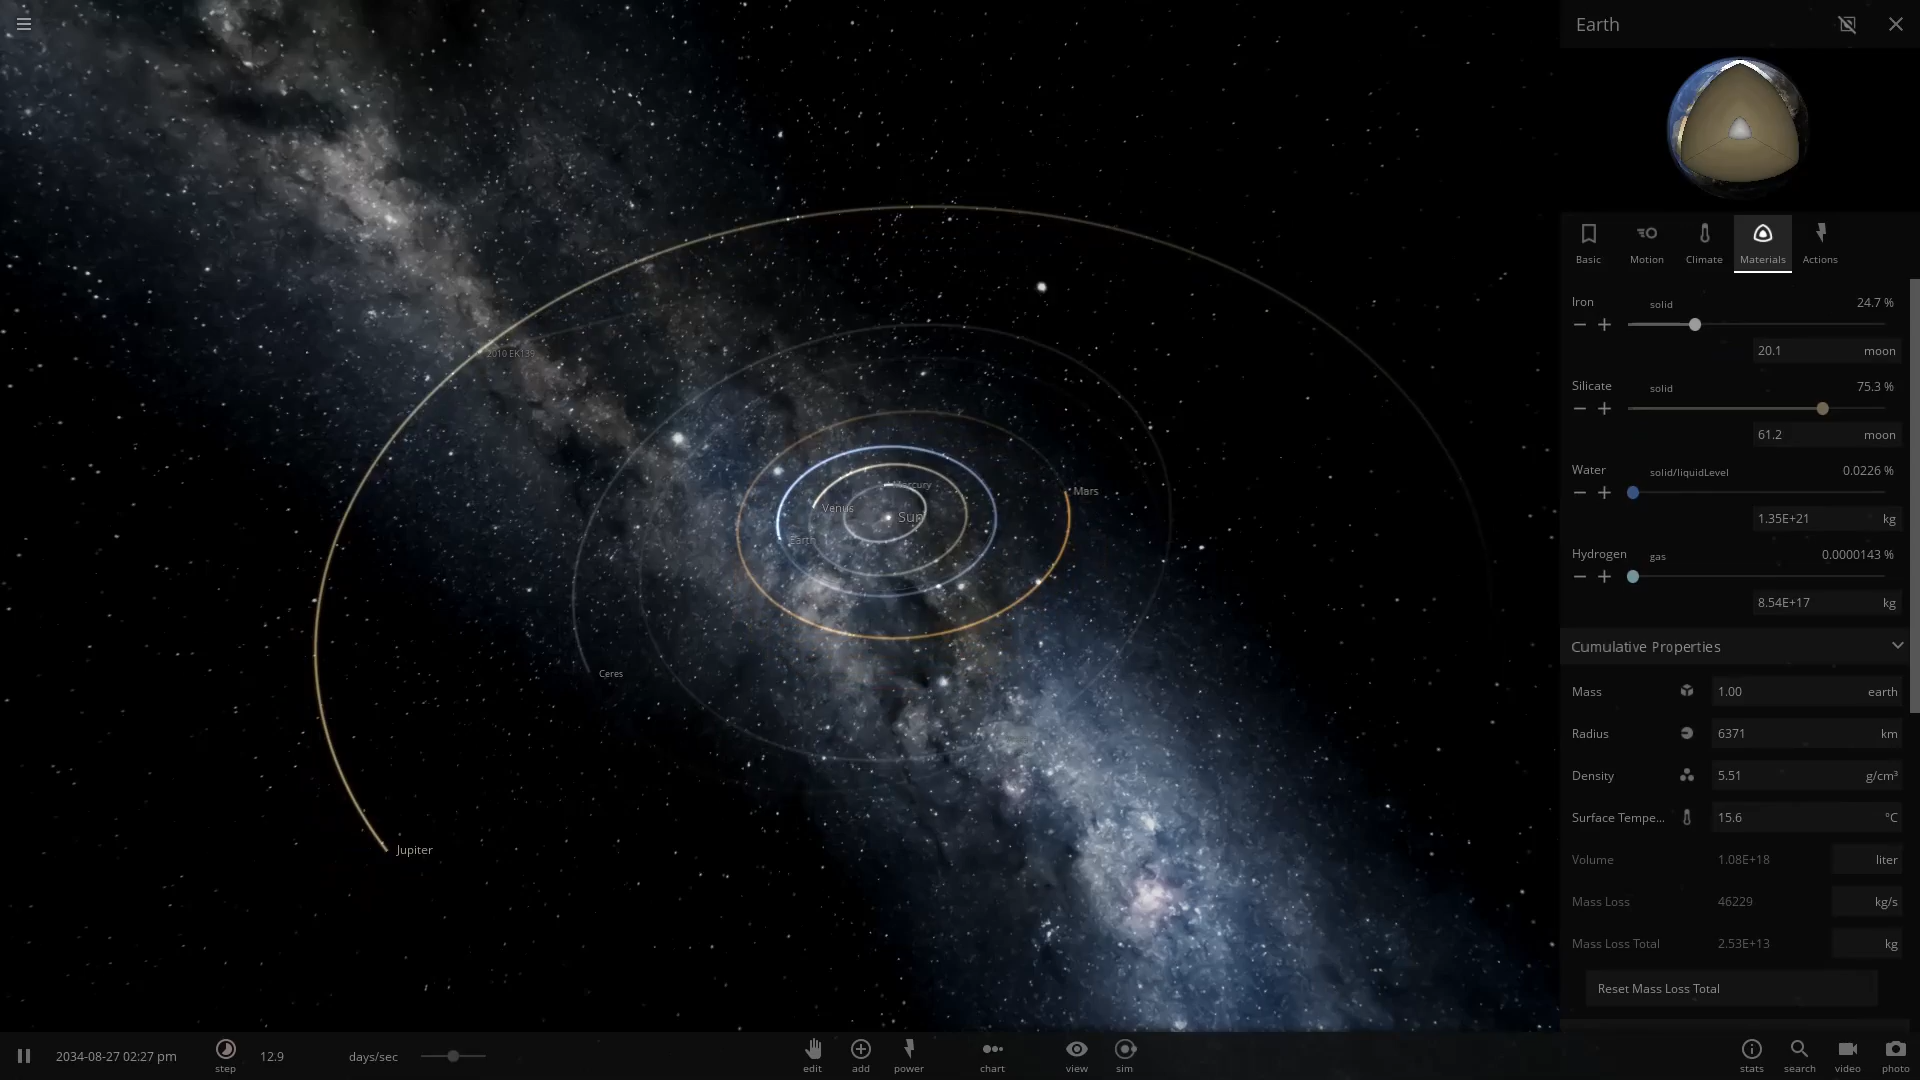 Earth
Basic
Motion
Climate
Materials
Actions
Iron solid 24.7 %
20.1 moon
Silicate solid 75.3 %
61.2 moon
Water solid/liquidLevel 0.0226 %
1.35E+21 kg
Hydrogen gas 0.0000143 %
8.54E+17 kg
Cumulative Properties
Mass 1.00 earth
Radius 6371 km
Density 5.51 g/cm³
Surface Tempe... 15.6 °C
Volume 1.08E+18 liter
Mass Loss 46229 kg/s
Mass Loss Total 2.53E+13 kg
Reset Mass Loss Total
2010 EK139
Mercury
Mars
Venus
Sun
Earth
Ceres
Jupiter
2034-08-27 02:27 pm
step
12.9 days/sec
edit
add
power
chart
view
sim
stats
search
video
photo